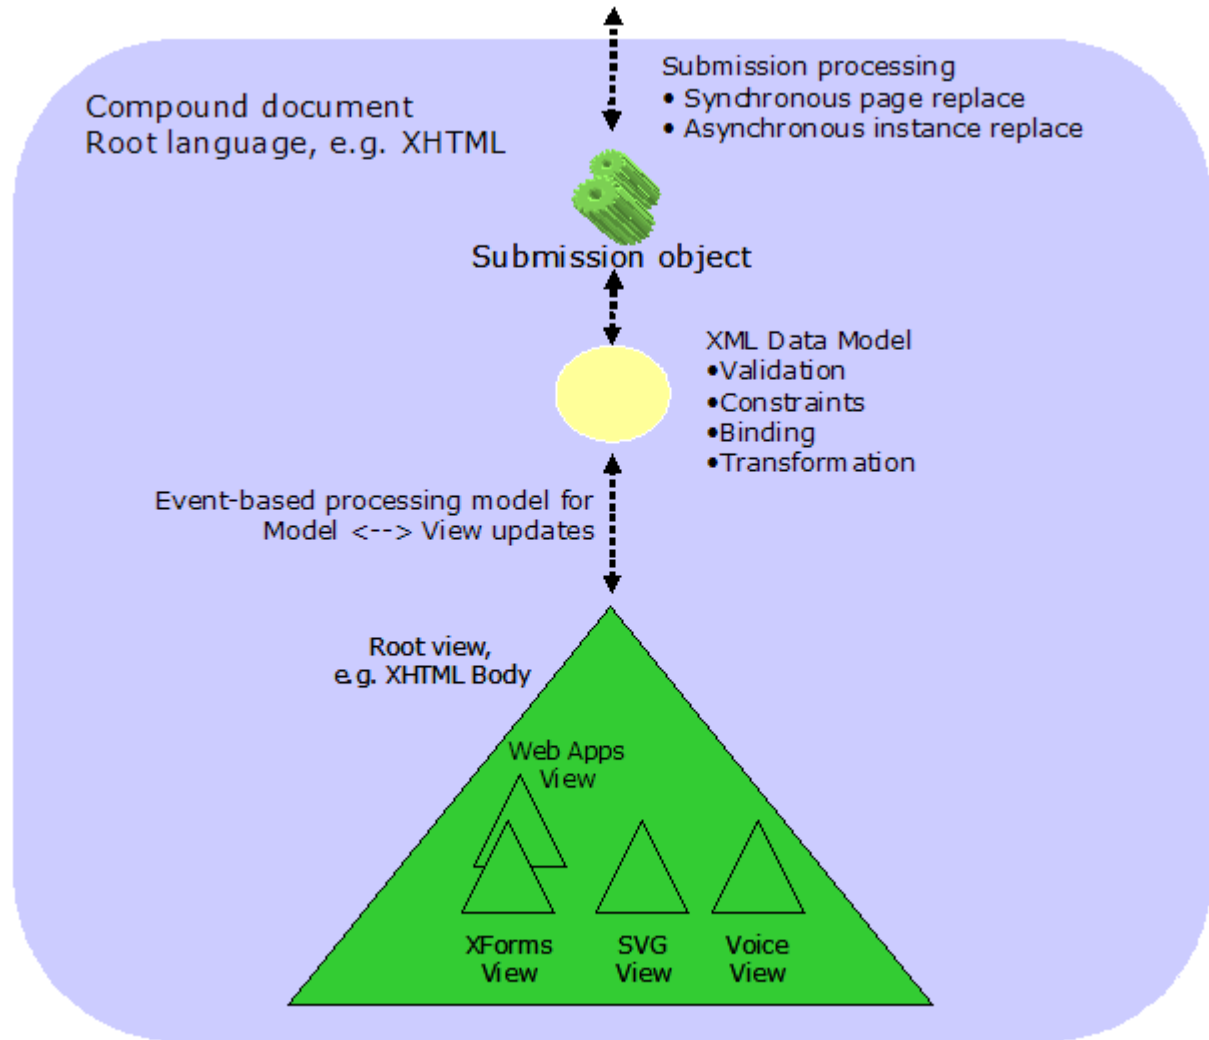 Compound document
Root language, e.g. XHTML
Submission processing
• Synchronous page replace
• Asynchronous instance replace
Submission object
XML Data Model
•Validation
•Constraints
•Binding
•Transformation
Event-based processing model for
Model <--> View updates
Root view,
e.g. XHTML Body
Web Apps
View
XForms
View
SVG
View
Voice
View